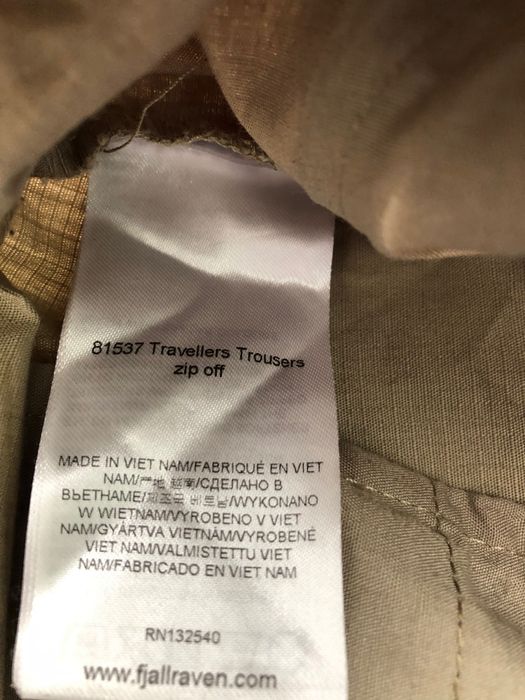 81537 Travellers Trousers
zip off
MADE IN VIET NAM/FABRIQUÉ EN VIET
NAM/产地 越南/СДЕЛАНО В
ВЬЕТНАМЕ/제조국 베트남/WYKONANO
W WIETNAM/VYROBENO V VIET
NAM/GYÁRTVA VIETNÁM/VYROBENÉ
VIET NAM/VALMISTETTU VIET
NAM/FABRICADO EN VIET NAM
RN132540
www.fjallraven.com